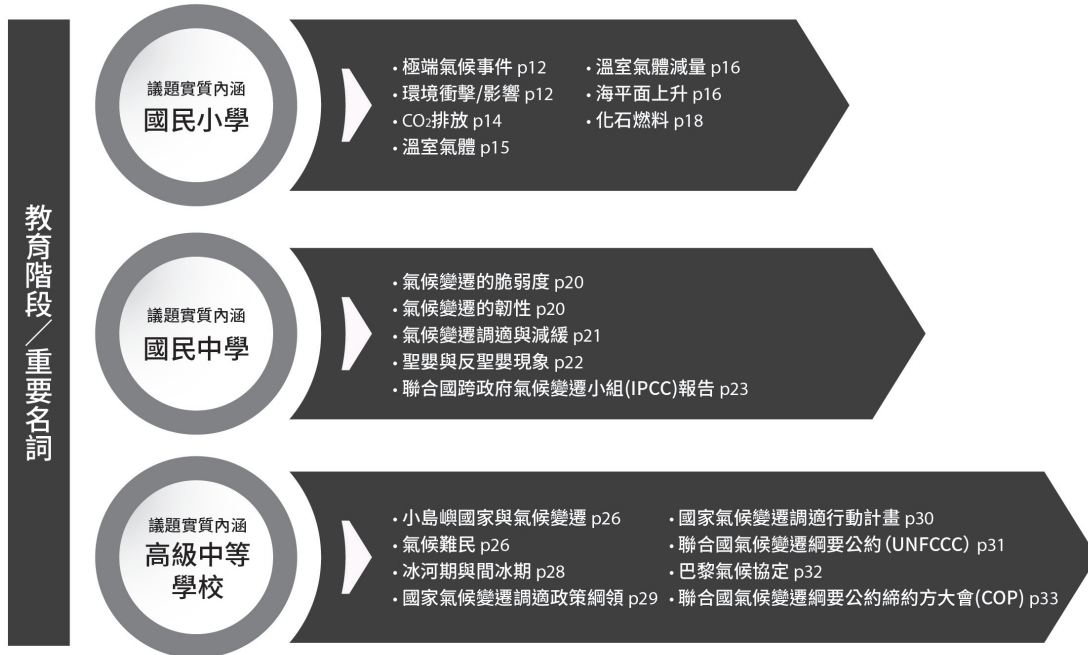 教育階段／重要名詞
議題實質內涵
國民小學
• 極端氣候事件 p12
• 環境衝擊/影響 p12
• CO₂排放 p14
• 溫室氣體 p15
• 溫室氣體減量 p16
• 海平面上升 p16
• 化石燃料 p18
議題實質內涵
國民中學
• 氣候變遷的脆弱度 p20
• 氣候變遷的韌性 p20
• 氣候變遷調適與減緩 p21
• 聖嬰與反聖嬰現象 p22
• 聯合國跨政府氣候變遷小組(IPCC)報告 p23
議題實質內涵
高級中等
學校
• 小島嶼國家與氣候變遷 p26
• 氣候難民 p26
• 冰河期與間冰期 p28
• 國家氣候變遷調適政策綱領 p29
• 國家氣候變遷調適行動計畫 p30
• 聯合國氣候變遷綱要公約（UNFCCC） p31
• 巴黎氣候協定 p32
• 聯合國氣候變遷綱要公約締約方大會(COP) p33